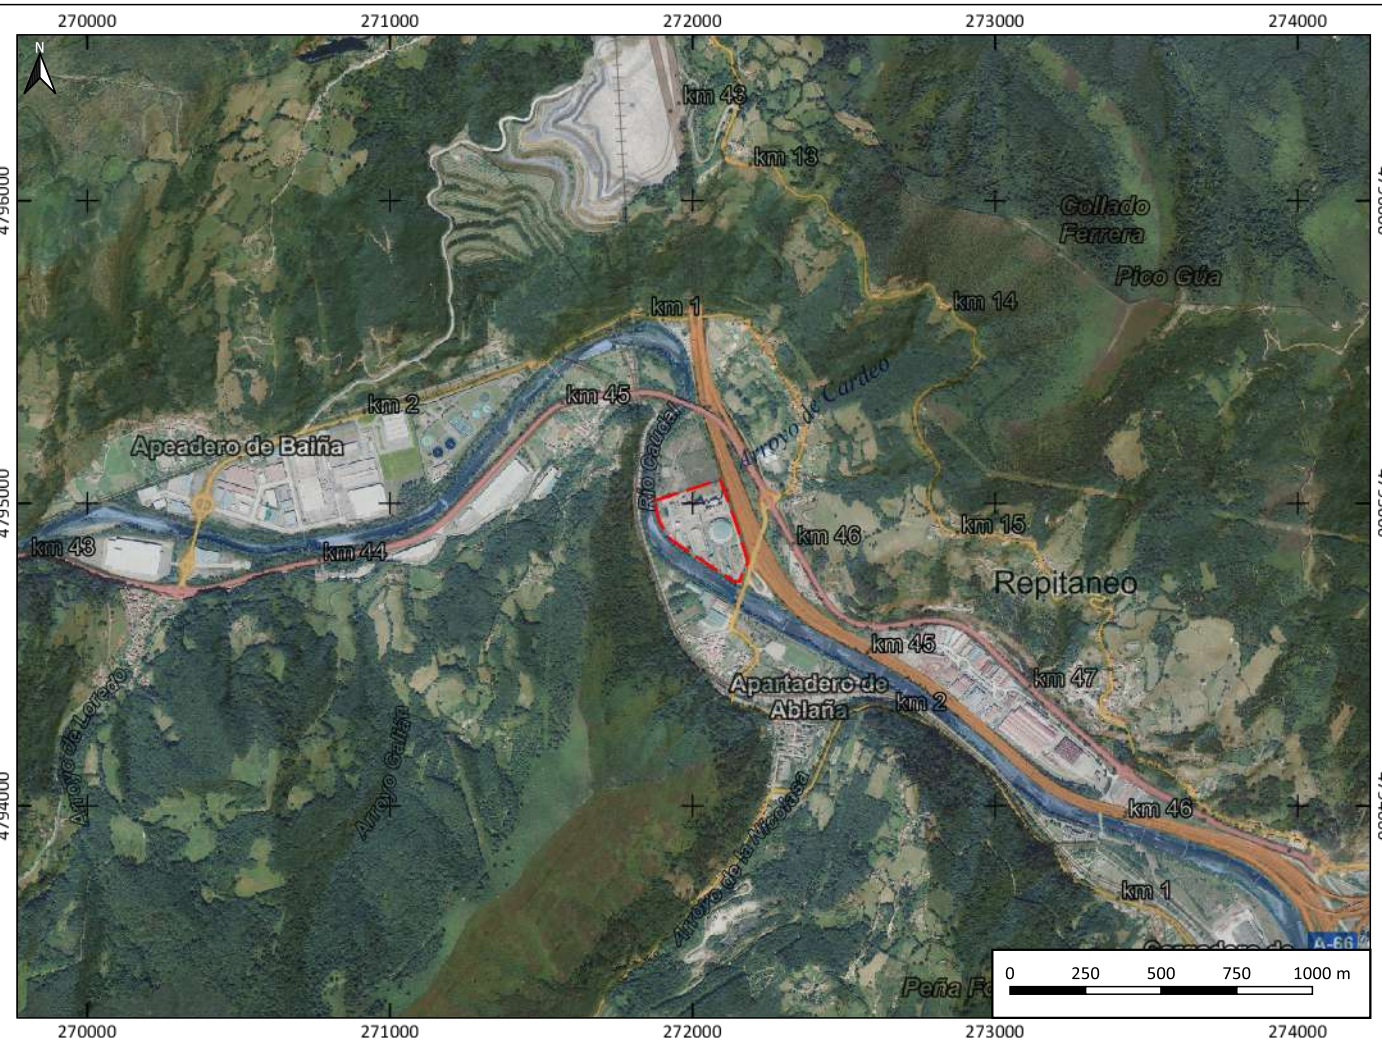 270000 271000 272000 273000 274000
N
km 43
km 13
4796000
Collado
Ferrera
Pico Gúa
km 14
km 1
km 45
km 2
Arroyo de Cardeo
Apeadero de Baiña
Río Caudal
4795000
km 15
km 46
km 43
km 44
Repitaneo
km 45
km 47
Apartadero de
Ablaña
km 2
Arroyo de Loredo
Arroyo Galián
4794000
km 46
Arroyo de la Nicolasa
km 1
A-66
0 250 500 750 1000 m
270000 271000 272000 273000 274000